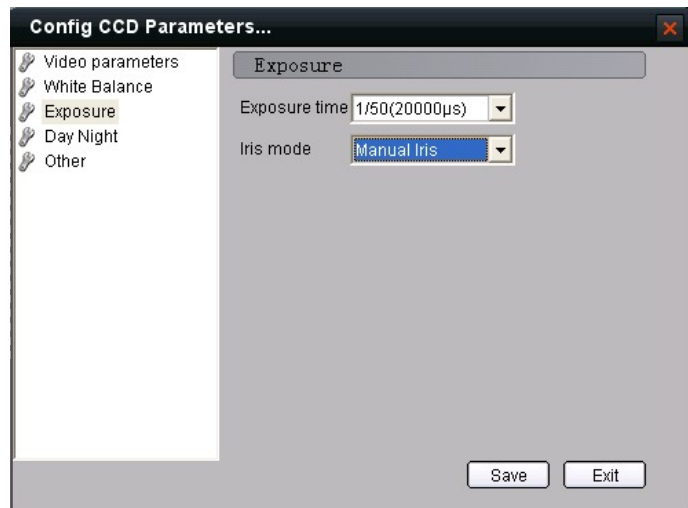 Config CCD Parameters...
Video parameters
White Balance
Exposure
Day Night
Other
Exposure
Exposure time 1/50(20000µs)
Iris mode Manual Iris
Save Exit